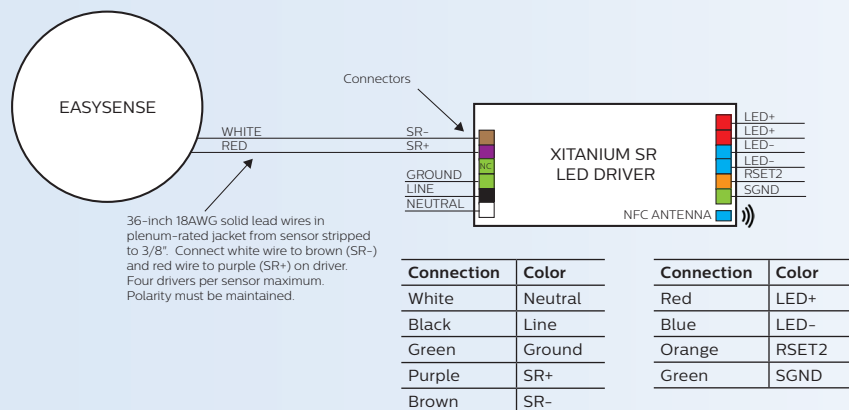 EASYSENSE
Connectors
WHITE
RED
SR-
SR+
NC
GROUND
LINE
NEUTRAL
XITANIUM SR
LED DRIVER
LED+
LED+
LED-
LED-
RSET2
SGND
NFC ANTENNA
36-inch 18AWG solid lead wires in
plenum-rated jacket from sensor stripped
to 3/8". Connect white wire to brown (SR-)
and red wire to purple (SR+) on driver.
Four drivers per sensor maximum.
Polarity must be maintained.
Connection Color
White Neutral
Black Line
Green Ground
Purple SR+
Brown SR-
Connection Color
Red LED+
Blue LED-
Orange RSET2
Green SGND